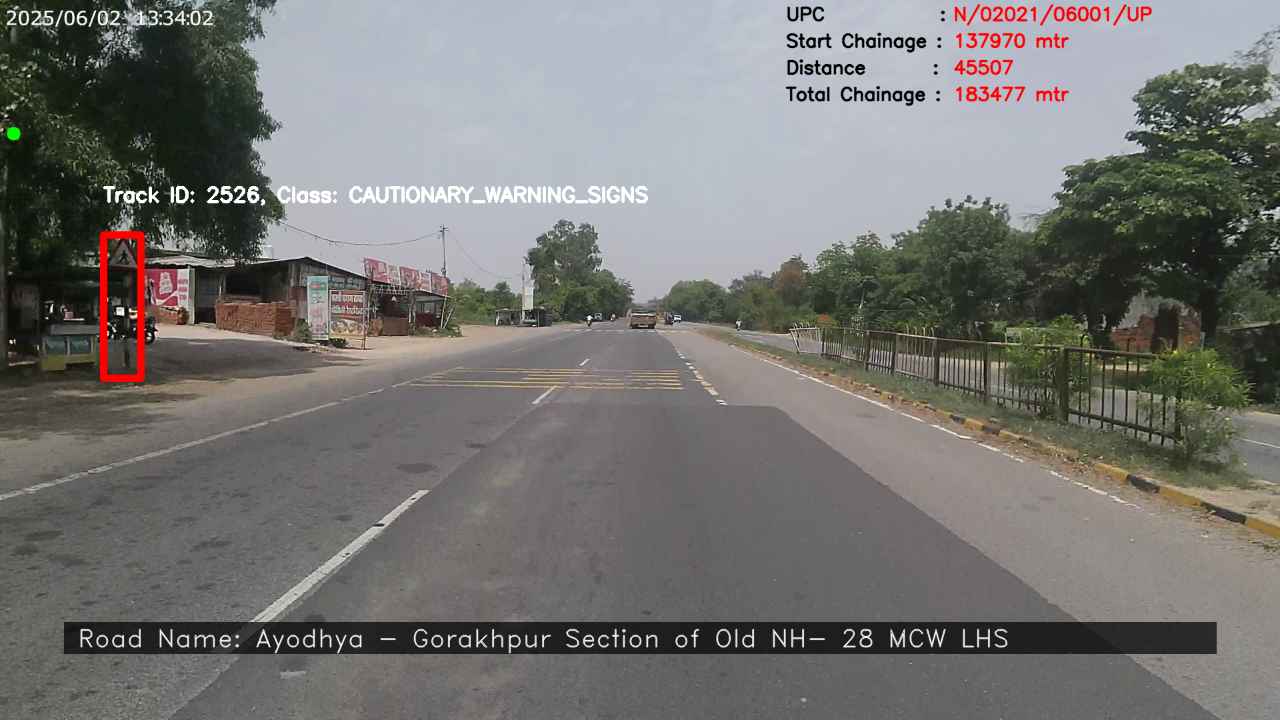 2025/06/02 13:34:02
UPC : N/02021/06001/UP
Start Chainage : 137970 mtr
Distance : 45507
Total Chainage : 183477 mtr
Track ID: 2526, Class: CAUTIONARY_WARNING_SIGNS
Road Name: Ayodhya - Gorakhpur Section of Old NH- 28 MCW LHS